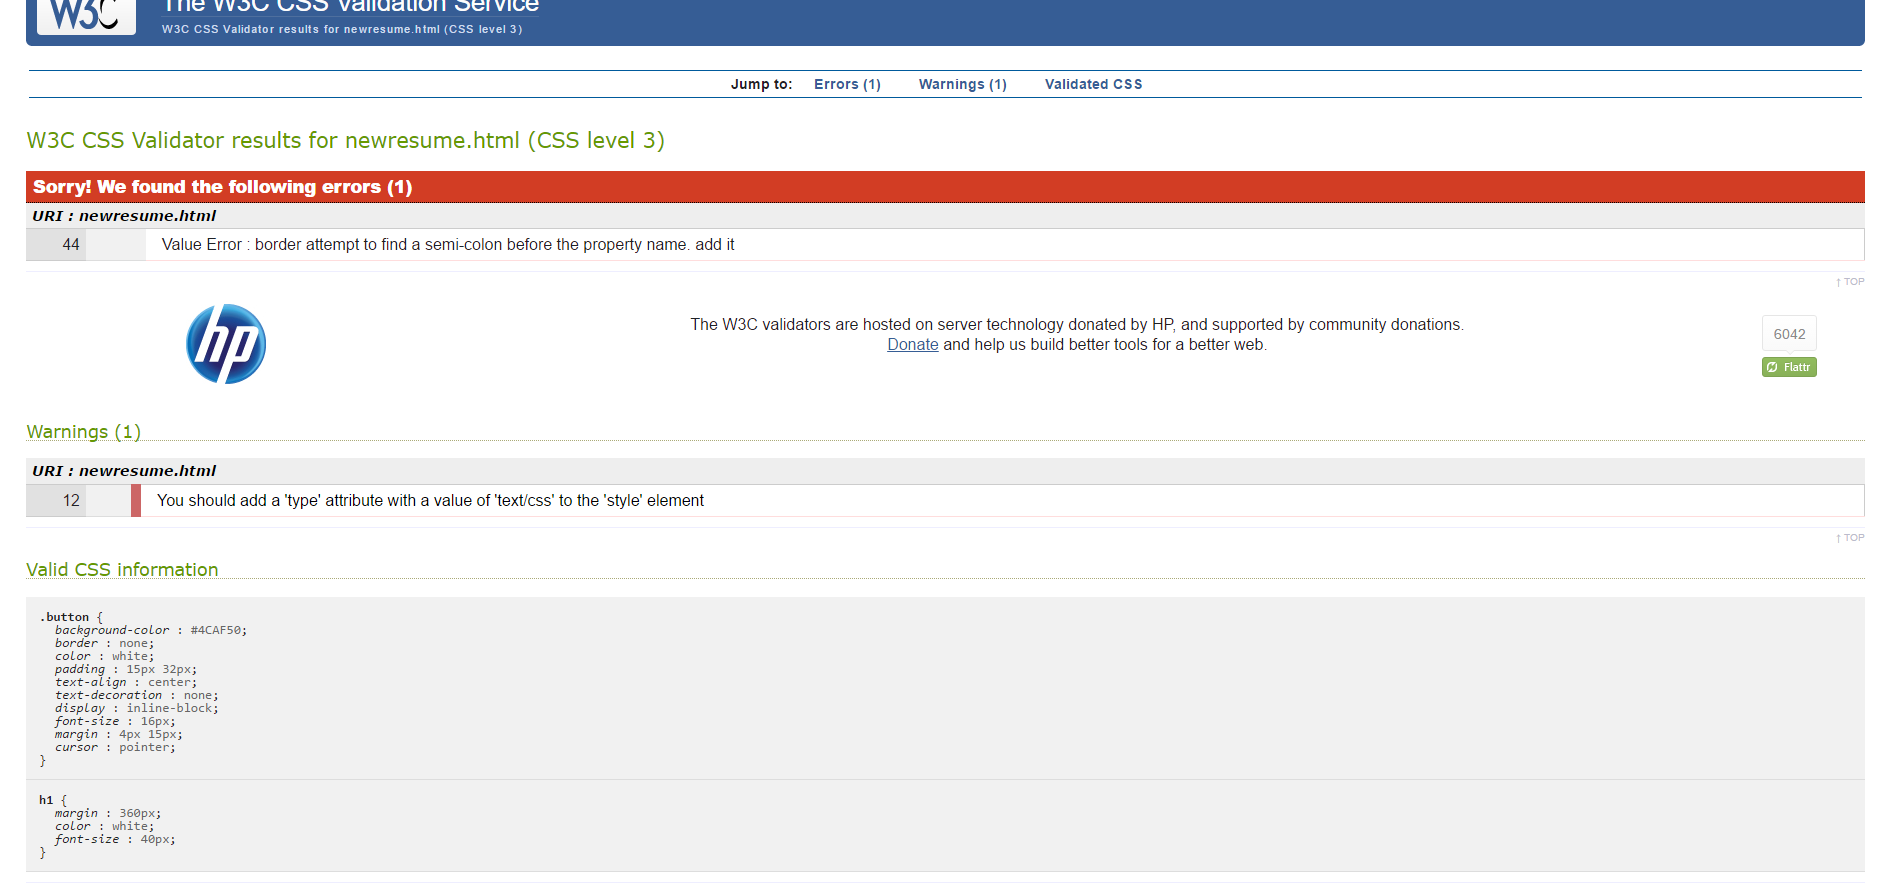 W3C The W3C CSS Validation Service
W3C CSS Validator results for newresume.html (CSS level 3)
Jump to: Errors (1) Warnings (1) Validated CSS
W3C CSS Validator results for newresume.html (CSS level 3)
Sorry! We found the following errors (1)
URI : newresume.html
44 Value Error : border attempt to find a semi-colon before the property name. add it
↑ TOP
hp
The W3C validators are hosted on server technology donated by HP, and supported by community donations.
Donate and help us build better tools for a better web.
6042
Flattr
Warnings (1)
URI : newresume.html
12 You should add a 'type' attribute with a value of 'text/css' to the 'style' element
↑ TOP
Valid CSS information
.button {
background-color : #4CAF50;
border : none;
color : white;
padding : 15px 32px;
text-align : center;
text-decoration : none;
display : inline-block;
font-size : 16px;
margin : 4px 15px;
cursor : pointer;
}
h1 {
margin : 360px;
color : white;
font-size : 40px;
}